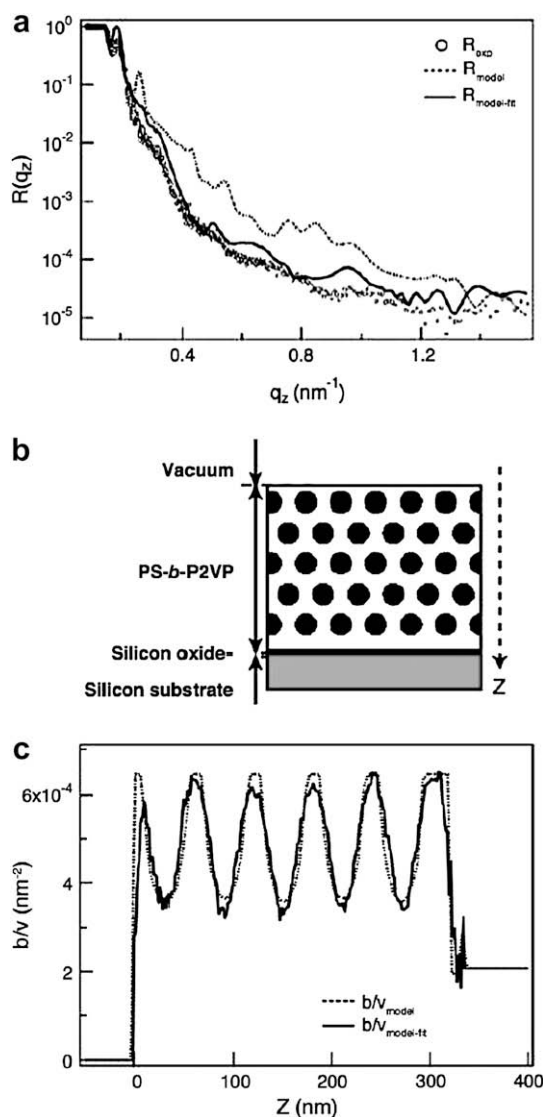 a
10⁰
10⁻¹
10⁻²
10⁻³
10⁻⁴
10⁻⁵
R(q_z)
R_exp
R_model
R_model-fit
0.4
0.8
1.2
q_z (nm⁻¹)
b
Vacuum
PS-b-P2VP
Silicon oxide=
Silicon substrate
Z
c
6x10⁻⁴
4
2
0
b/v (nm⁻²)
b/v_model
b/v_model-fit
0
100
200
300
400
Z (nm)